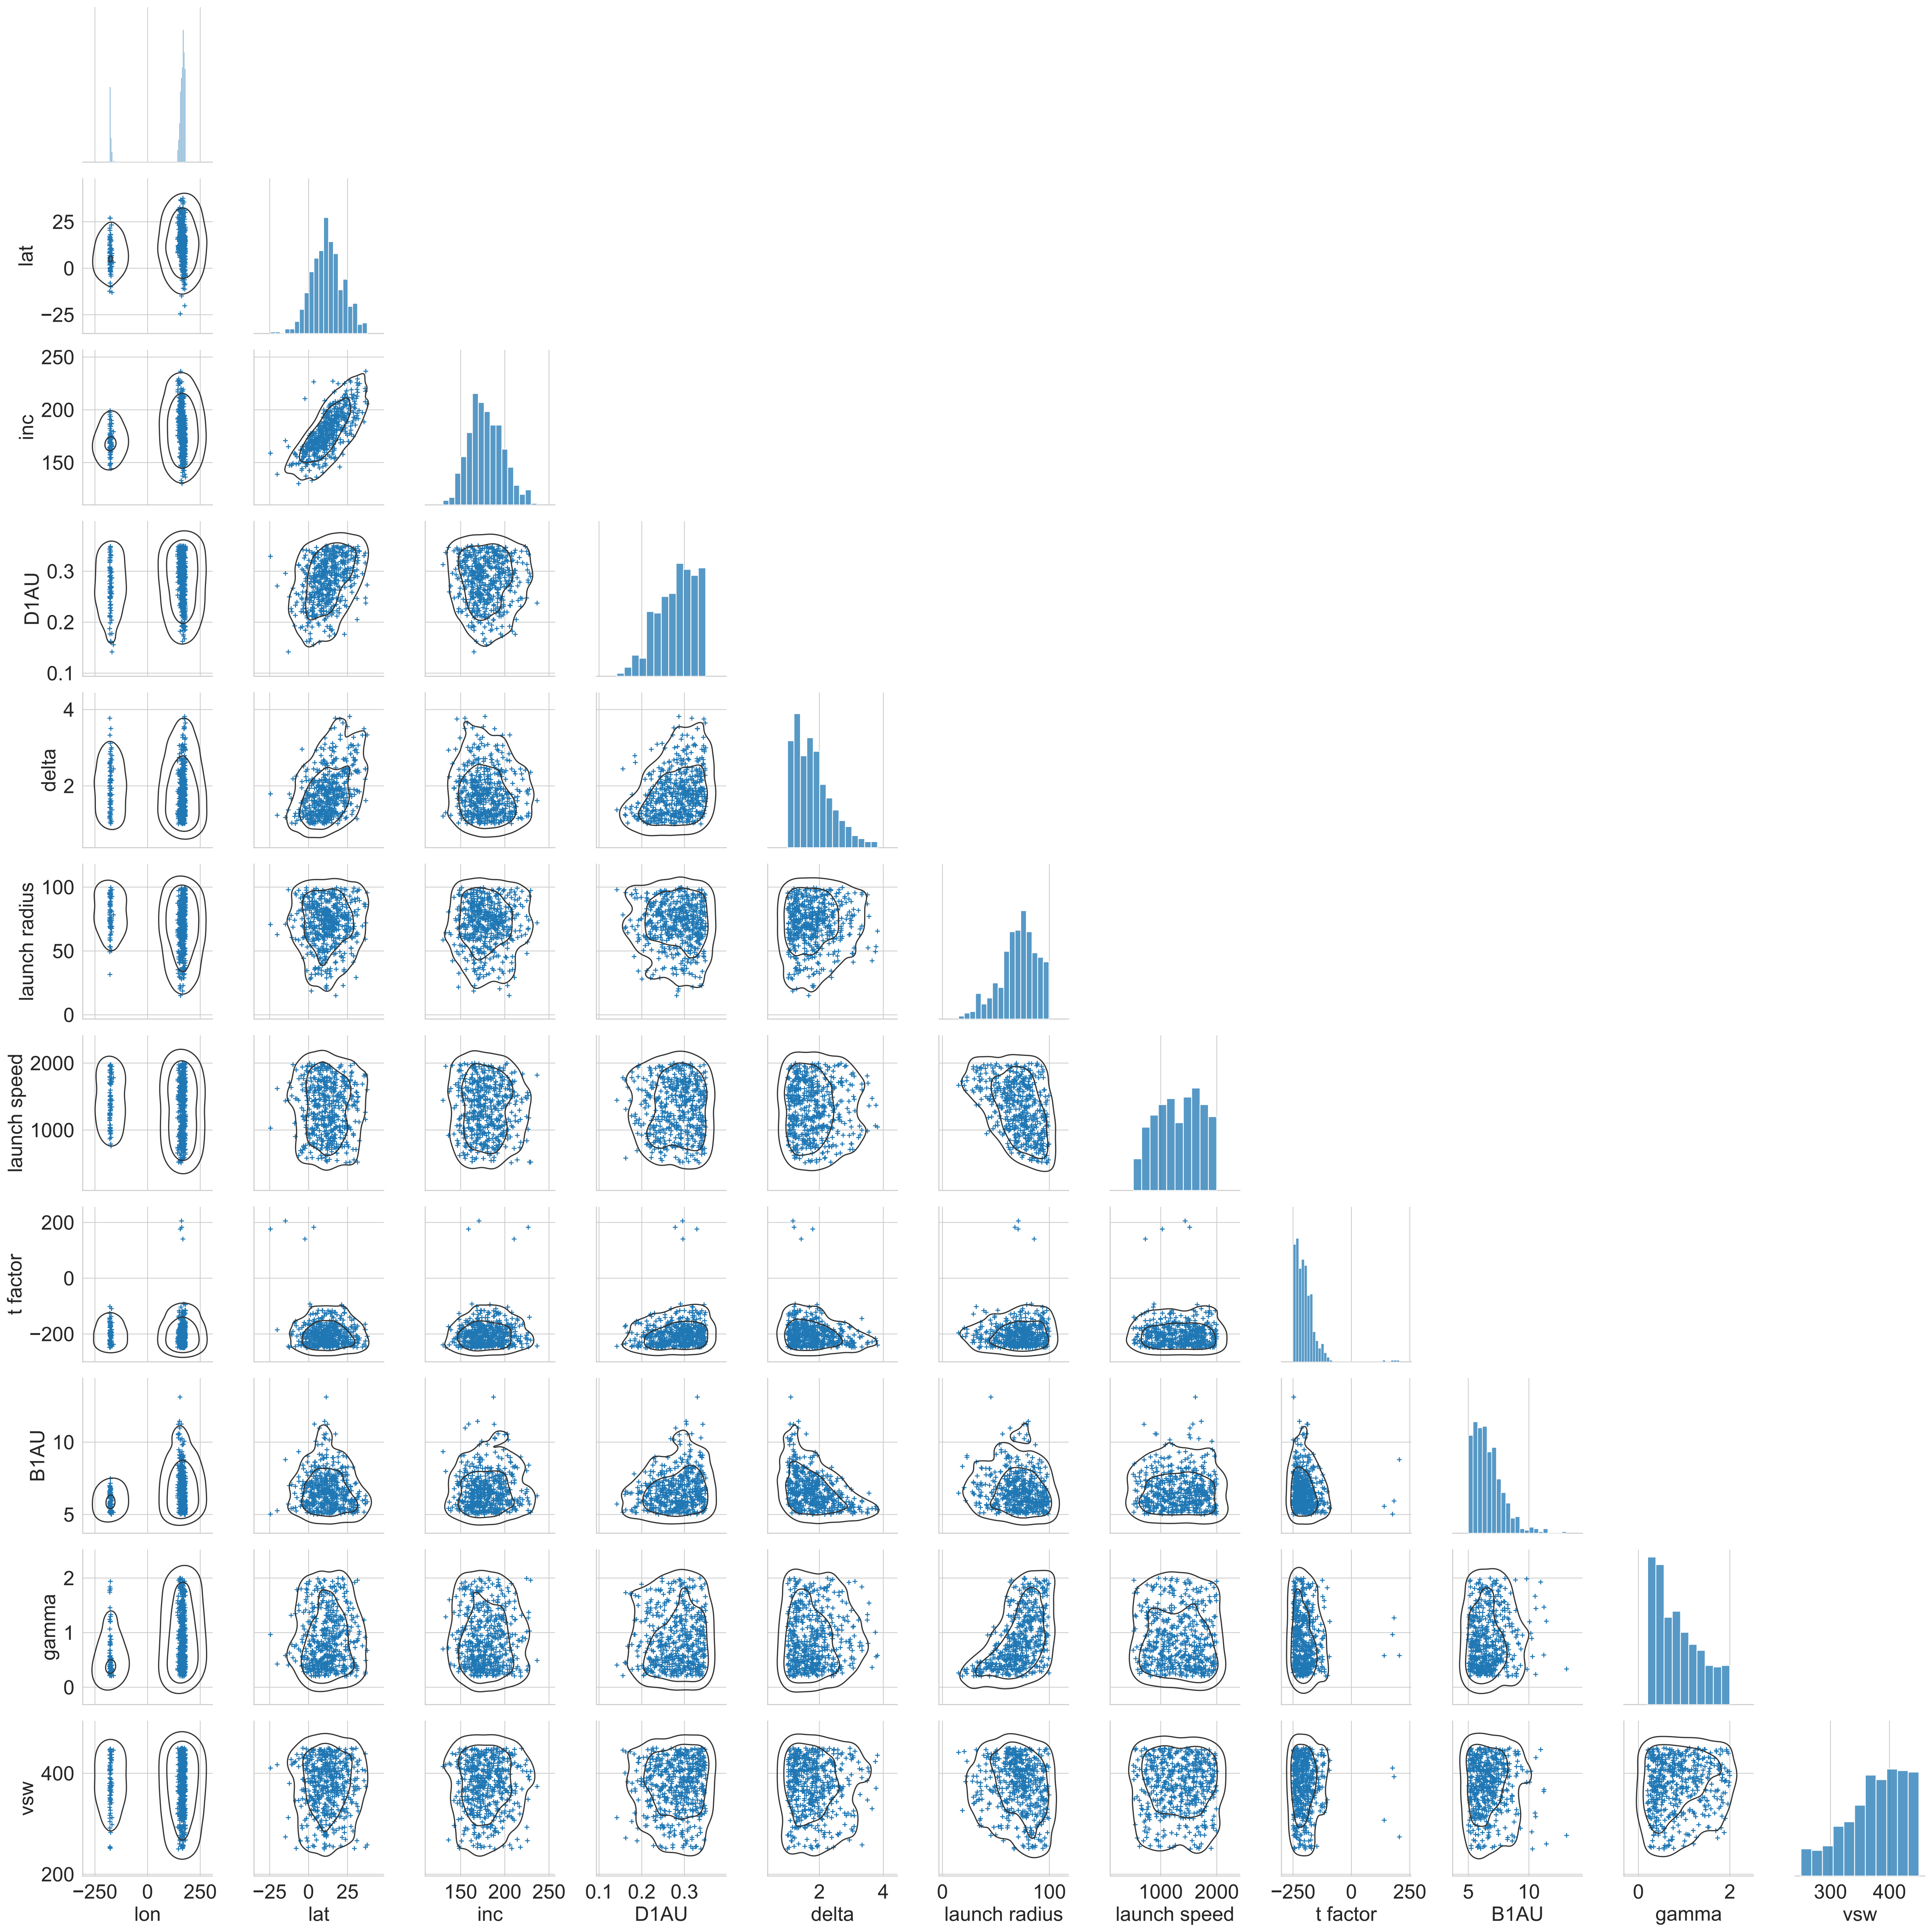 25
lat
0
−25
250
inc
200
150
0.3
D1AU
0.2
0.1
4
delta
2
100
launch radius
50
0
2000
launch speed
1000
200
t factor
0
−200
10
B1AU
5
2
gamma
1
0
400
vsw
200
−250 0 250 −25 0 25 150 200 250 0.1 0.2 0.3 2 4 0 100 1000 2000 −250 0 250 5 10 0 2 300 400
lon lat inc D1AU delta launch radius launch speed t factor B1AU gamma vsw